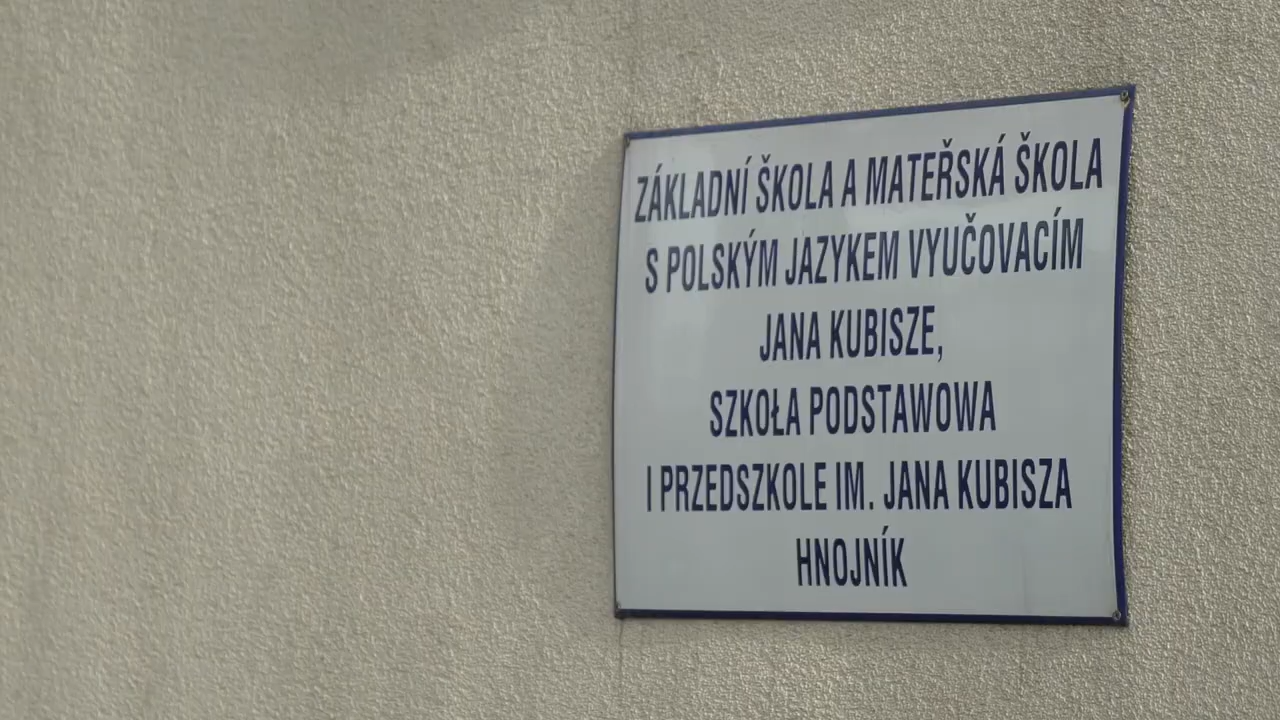 ZÁKLADNÍ ŠKOLA A MATEŘSKÁ ŠKOLA
S POLSKÝM JAZYKEM VYUČOVACÍM
JANA KUBISZE,
SZKOŁA PODSTAWOWA
I PRZEDSZKOLE IM. JANA KUBISZA
HNOJNÍK